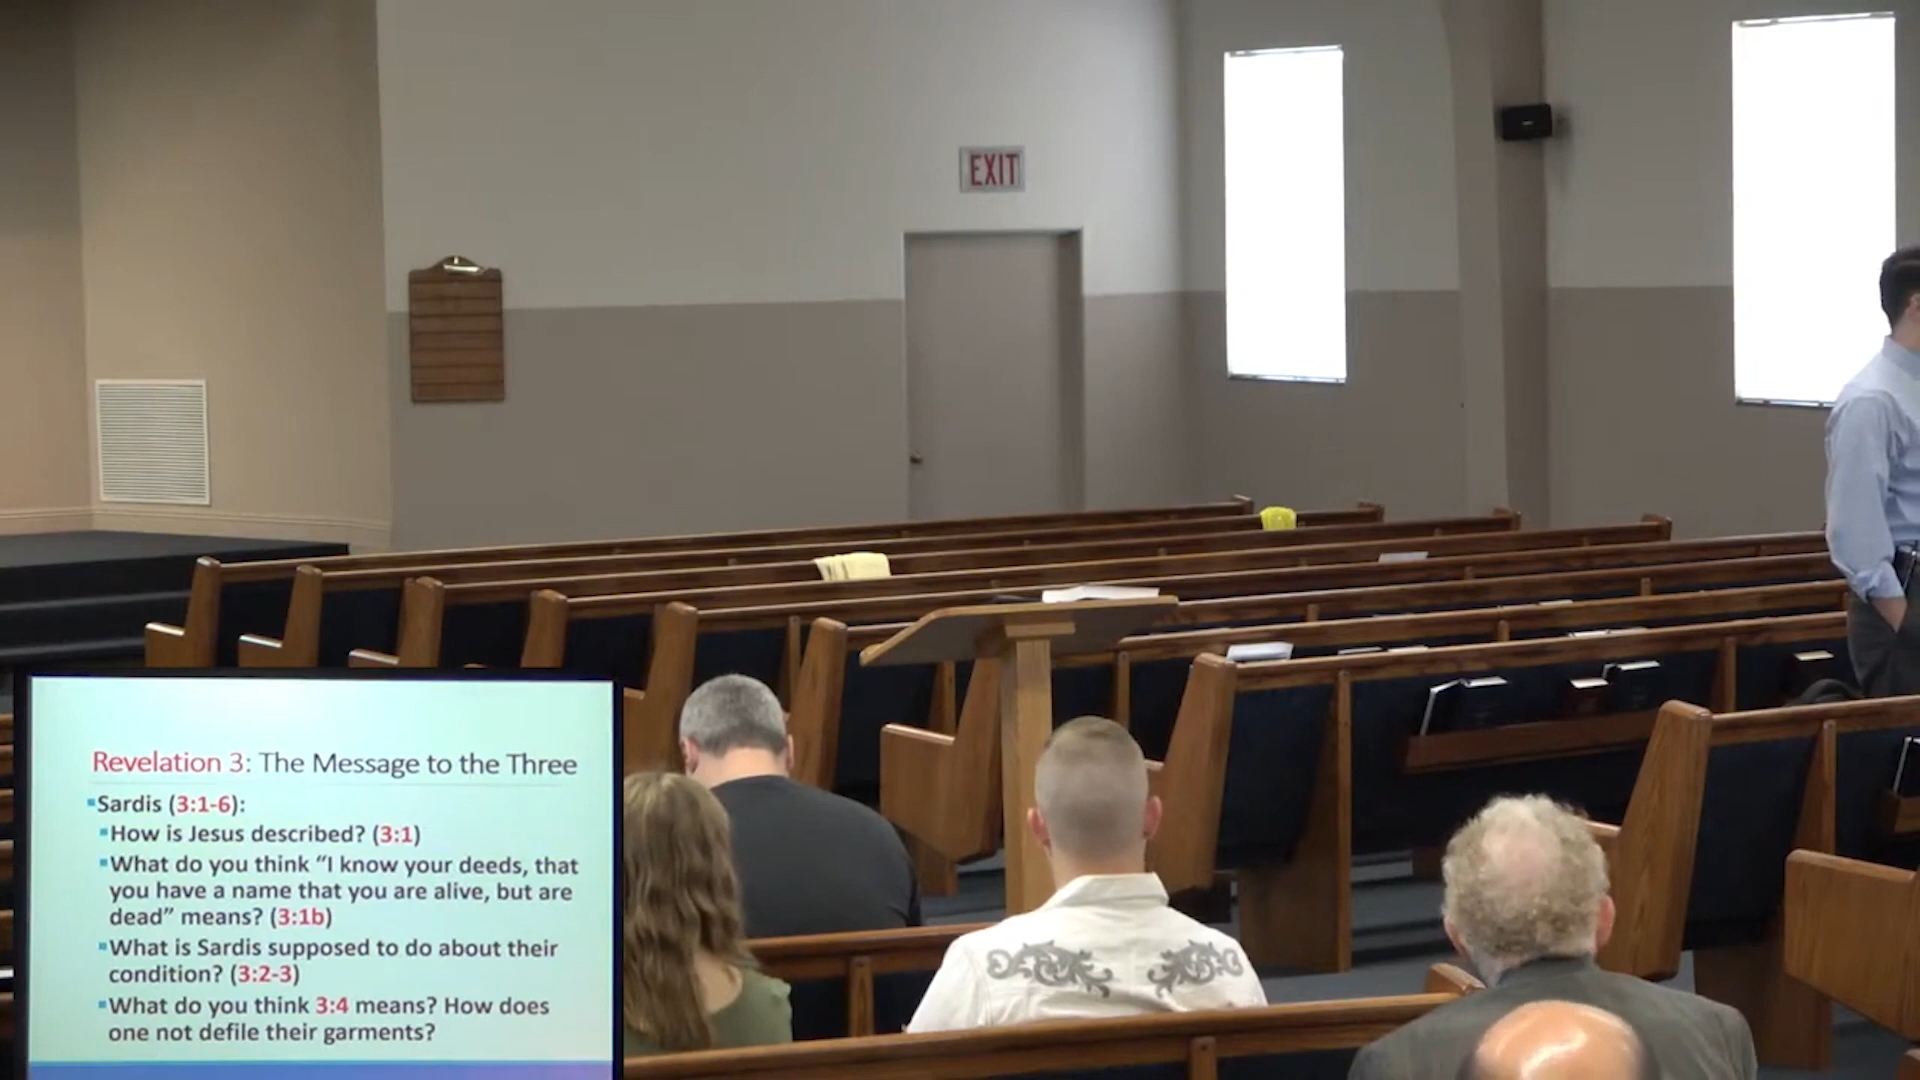 EXIT
Revelation 3: The Message to the Three
▪Sardis (3:1-6):
▪How is Jesus described? (3:1)
▪What do you think “I know your deeds, that
you have a name that you are alive, but are
dead” means? (3:1b)
▪What is Sardis supposed to do about their
condition? (3:2-3)
▪What do you think 3:4 means? How does
one not defile their garments?